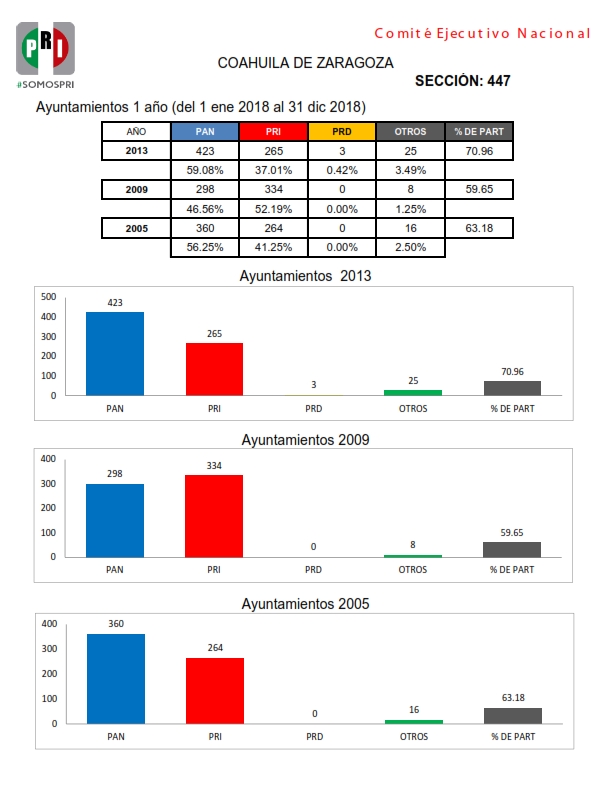 Comité Ejecutivo Nacional
PRI
#SOMOSPRI
COAHUILA DE ZARAGOZA
SECCIÓN: 447
Ayuntamientos 1 año (del 1 ene 2018 al 31 dic 2018)
AÑO PAN PRI PRD OTROS % DE PART
2013 423 265 3 25 70.96
59.08% 37.01% 0.42% 3.49%
2009 298 334 0 8 59.65
46.56% 52.19% 0.00% 1.25%
2005 360 264 0 16 63.18
56.25% 41.25% 0.00% 2.50%
Ayuntamientos 2013
500
400
300
200
100
0
423
265
3
25
70.96
PAN PRI PRD OTROS % DE PART
Ayuntamientos 2009
400
300
200
100
0
298
334
0
8
59.65
PAN PRI PRD OTROS % DE PART
Ayuntamientos 2005
400
300
200
100
0
360
264
0
16
63.18
PAN PRI PRD OTROS % DE PART